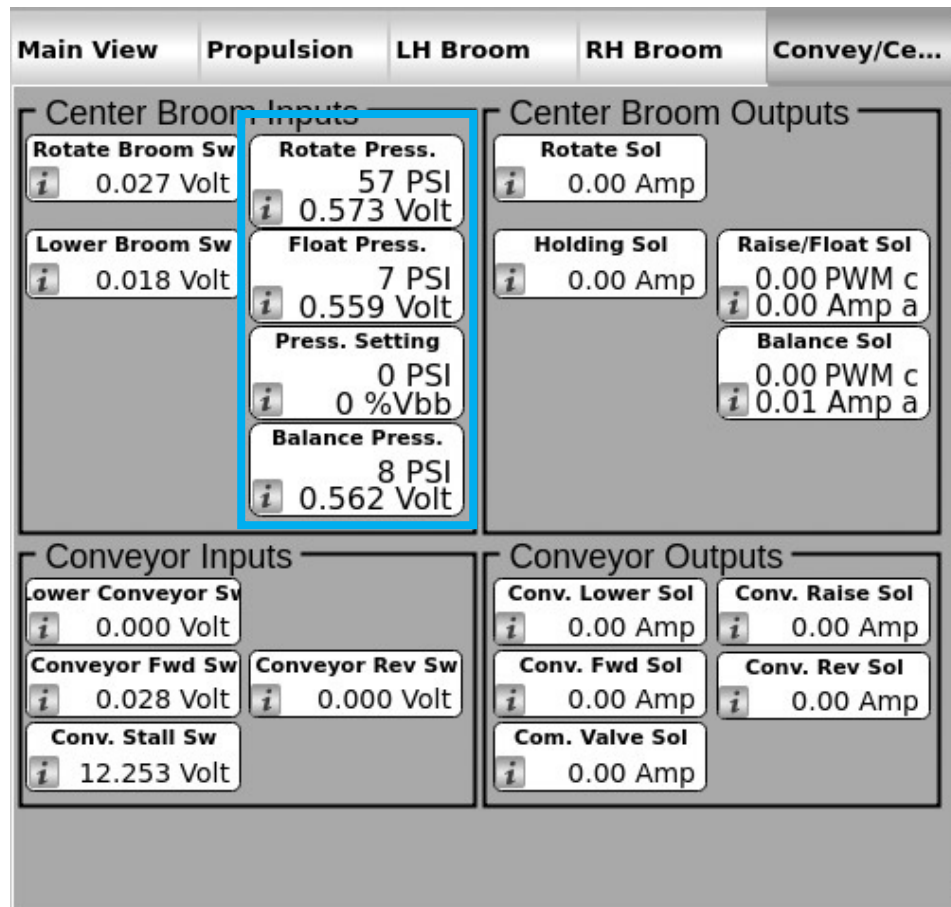 Main View Propulsion LH Broom RH Broom Convey/Ce...
Center Broom Inputs
Rotate Broom Sw
i 0.027 Volt
Lower Broom Sw
i 0.018 Volt
Rotate Press.
57 PSI
i 0.573 Volt
Float Press.
7 PSI
i 0.559 Volt
Press. Setting
0 PSI
i 0 %Vbb
Balance Press.
8 PSI
i 0.562 Volt
Center Broom Outputs
Rotate Sol
i 0.00 Amp
Holding Sol
i 0.00 Amp
Raise/Float Sol
0.00 PWM c
i 0.00 Amp a
Balance Sol
0.00 PWM c
i 0.01 Amp a
Conveyor Inputs
Lower Conveyor Sw
i 0.000 Volt
Conveyor Fwd Sw
i 0.028 Volt
Conveyor Rev Sw
i 0.000 Volt
Conv. Stall Sw
i 12.253 Volt
Conveyor Outputs
Conv. Lower Sol
i 0.00 Amp
Conv. Raise Sol
i 0.00 Amp
Conv. Fwd Sol
i 0.00 Amp
Conv. Rev Sol
i 0.00 Amp
Com. Valve Sol
i 0.00 Amp